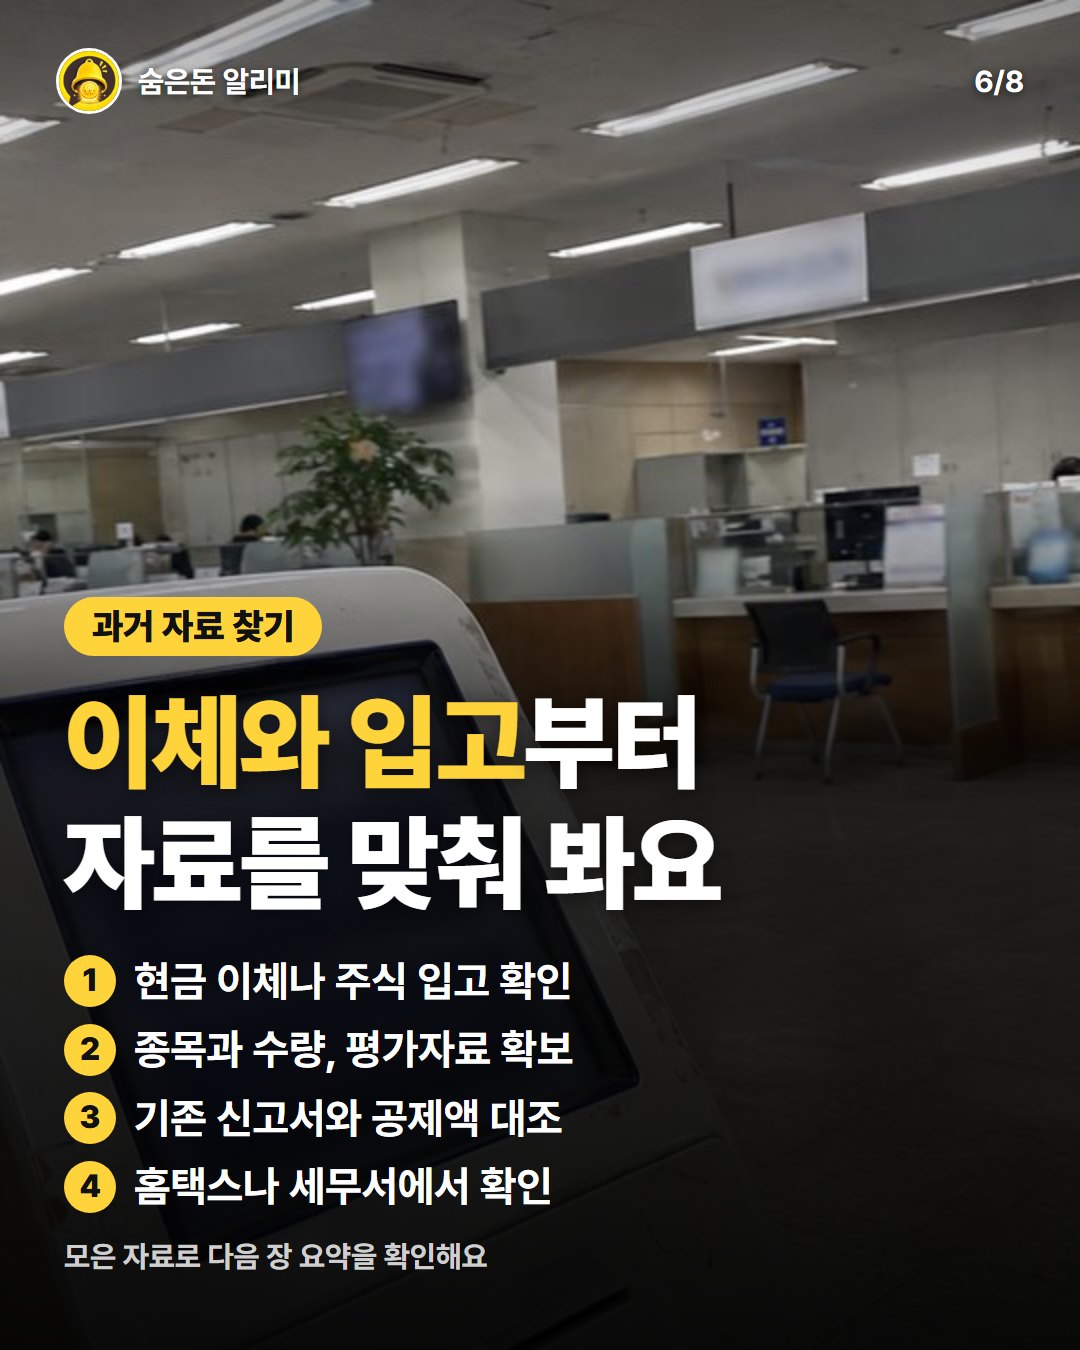 숨은돈 알리미
6/8
과거 자료 찾기
이체와 입고부터
자료를 맞춰 봐요
1 현금 이체나 주식 입고 확인
2 종목과 수량, 평가자료 확보
3 기존 신고서와 공제액 대조
4 홈택스나 세무서에서 확인
모은 자료로 다음 장 요약을 확인해요